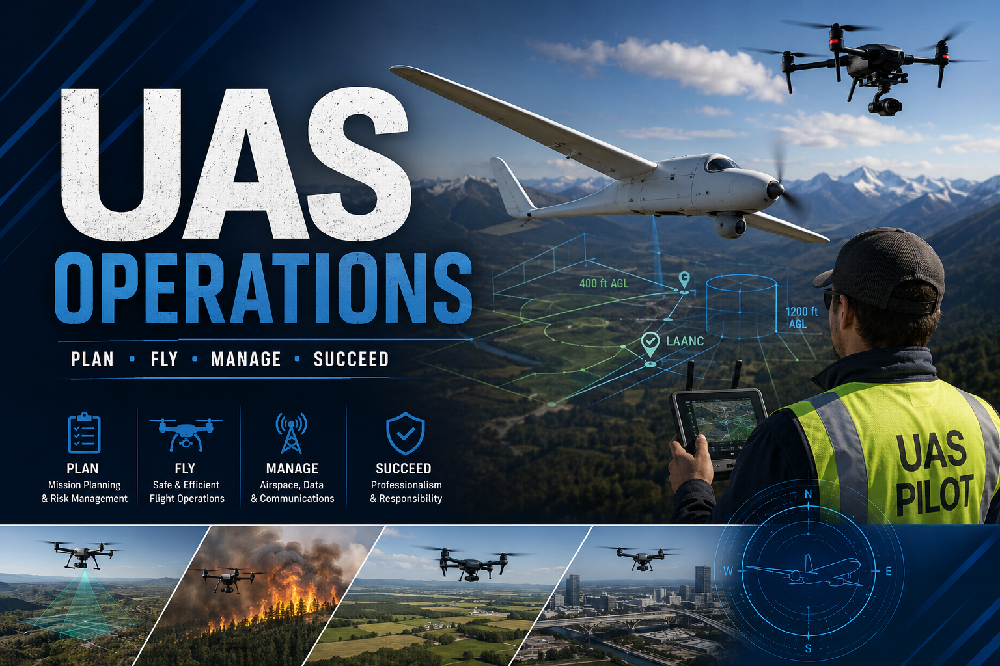 UAS
OPERATIONS
PLAN · FLY · MANAGE · SUCCEED
PLAN
Mission Planning
& Risk Management
FLY
Safe & Efficient
Flight Operations
MANAGE
Airspace, Data
& Communications
SUCCEED
Professionalism
& Responsibility
400 ft AGL
G
1200 ft
AGL
LAANC
UAS
PILOT
N
W
E
S